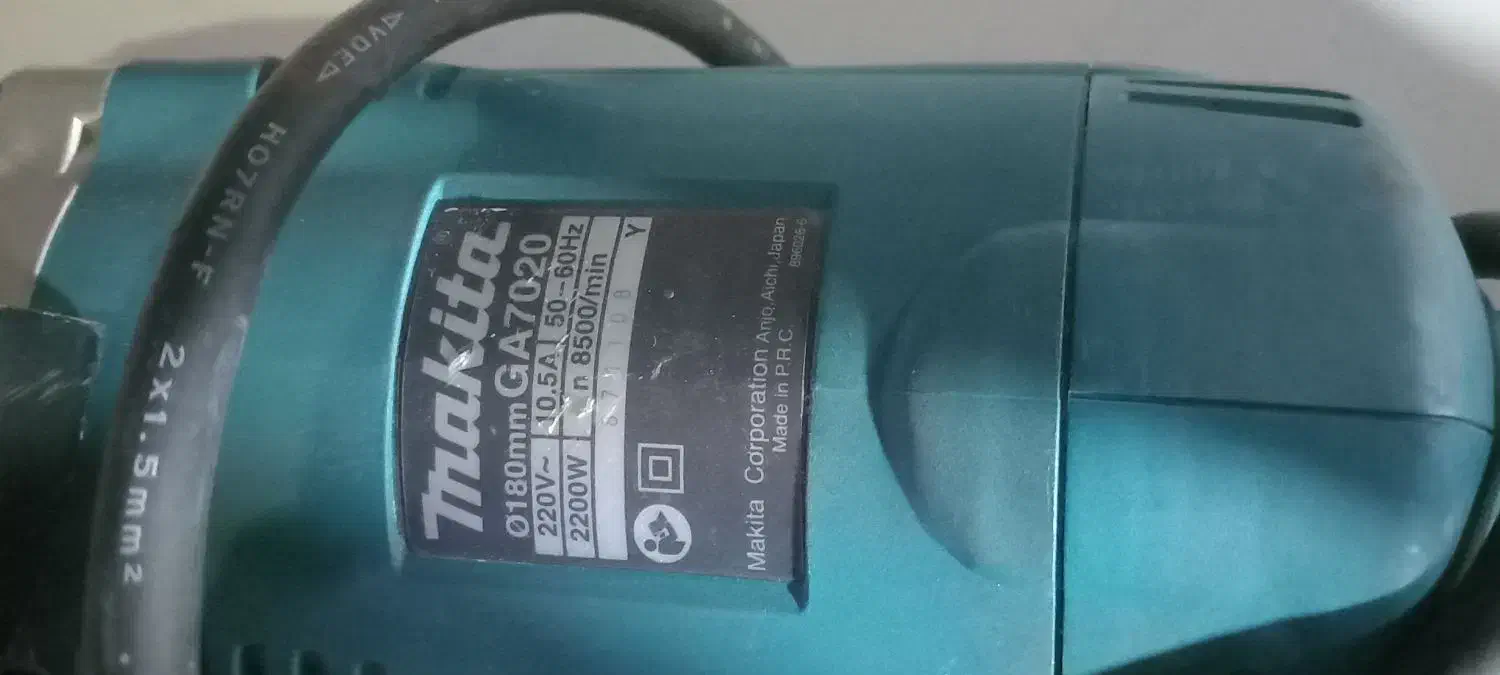 makita
ø180mm GA7020
220V~ 10.5A 50-60Hz
2200W n 8500/min
Y
Makita Corporation Anjo,Aichi,Japan
Made in P.R.C.
◁VDE▷
H07RN-F
2x1.5mm2